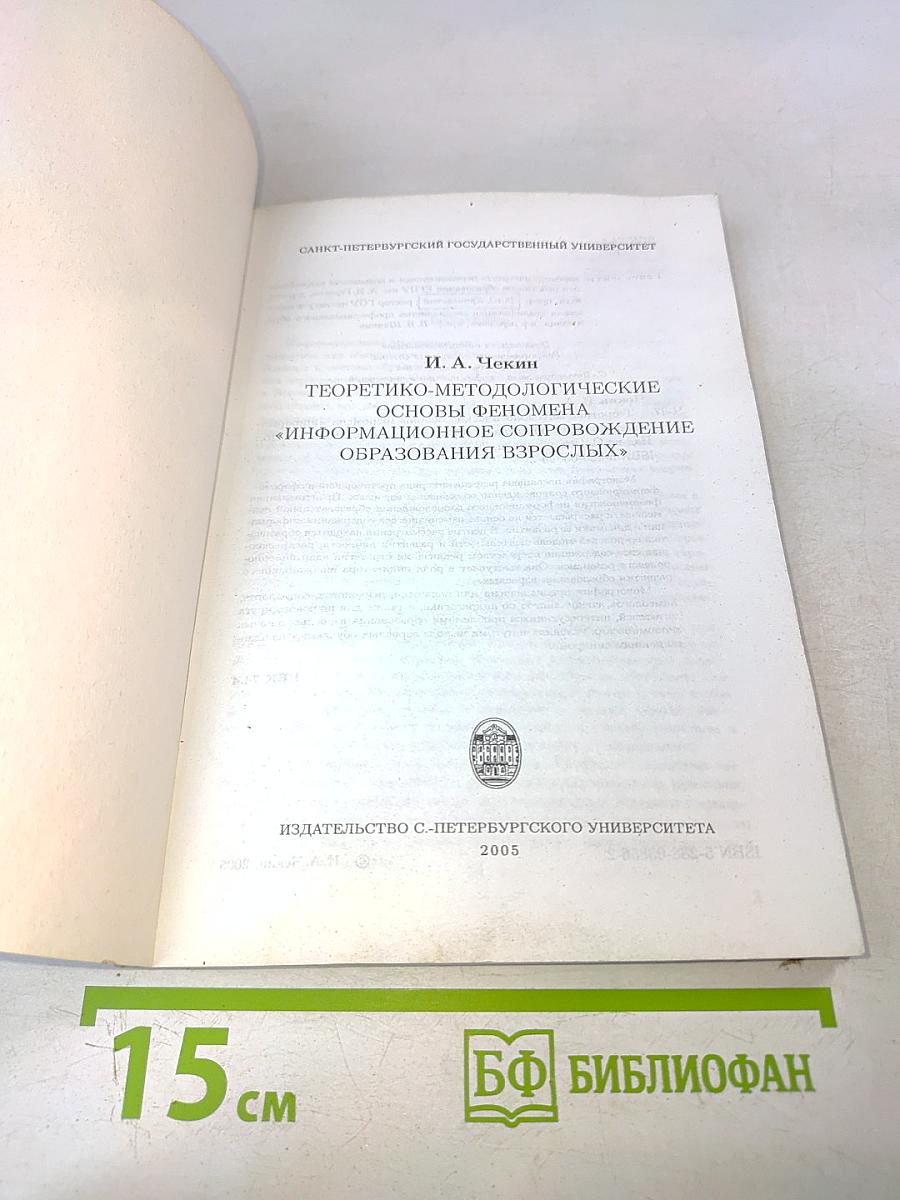 САНКТ-ПЕТЕРБУРГСКИЙ ГОСУДАРСТВЕННЫЙ УНИВЕРСИТЕТ
И. А. Чекин
ТЕОРЕТИКО-МЕТОДОЛОГИЧЕСКИЕ
ОСНОВЫ ФЕНОМЕНА
«ИНФОРМАЦИОННОЕ СОПРОВОЖДЕНИЕ
ОБРАЗОВАНИЯ ВЗРОСЛЫХ»
ИЗДАТЕЛЬСТВО С.-ПЕТЕРБУРГСКОГО УНИВЕРСИТЕТА
2005
15 см
БФ БИБЛИОФАН